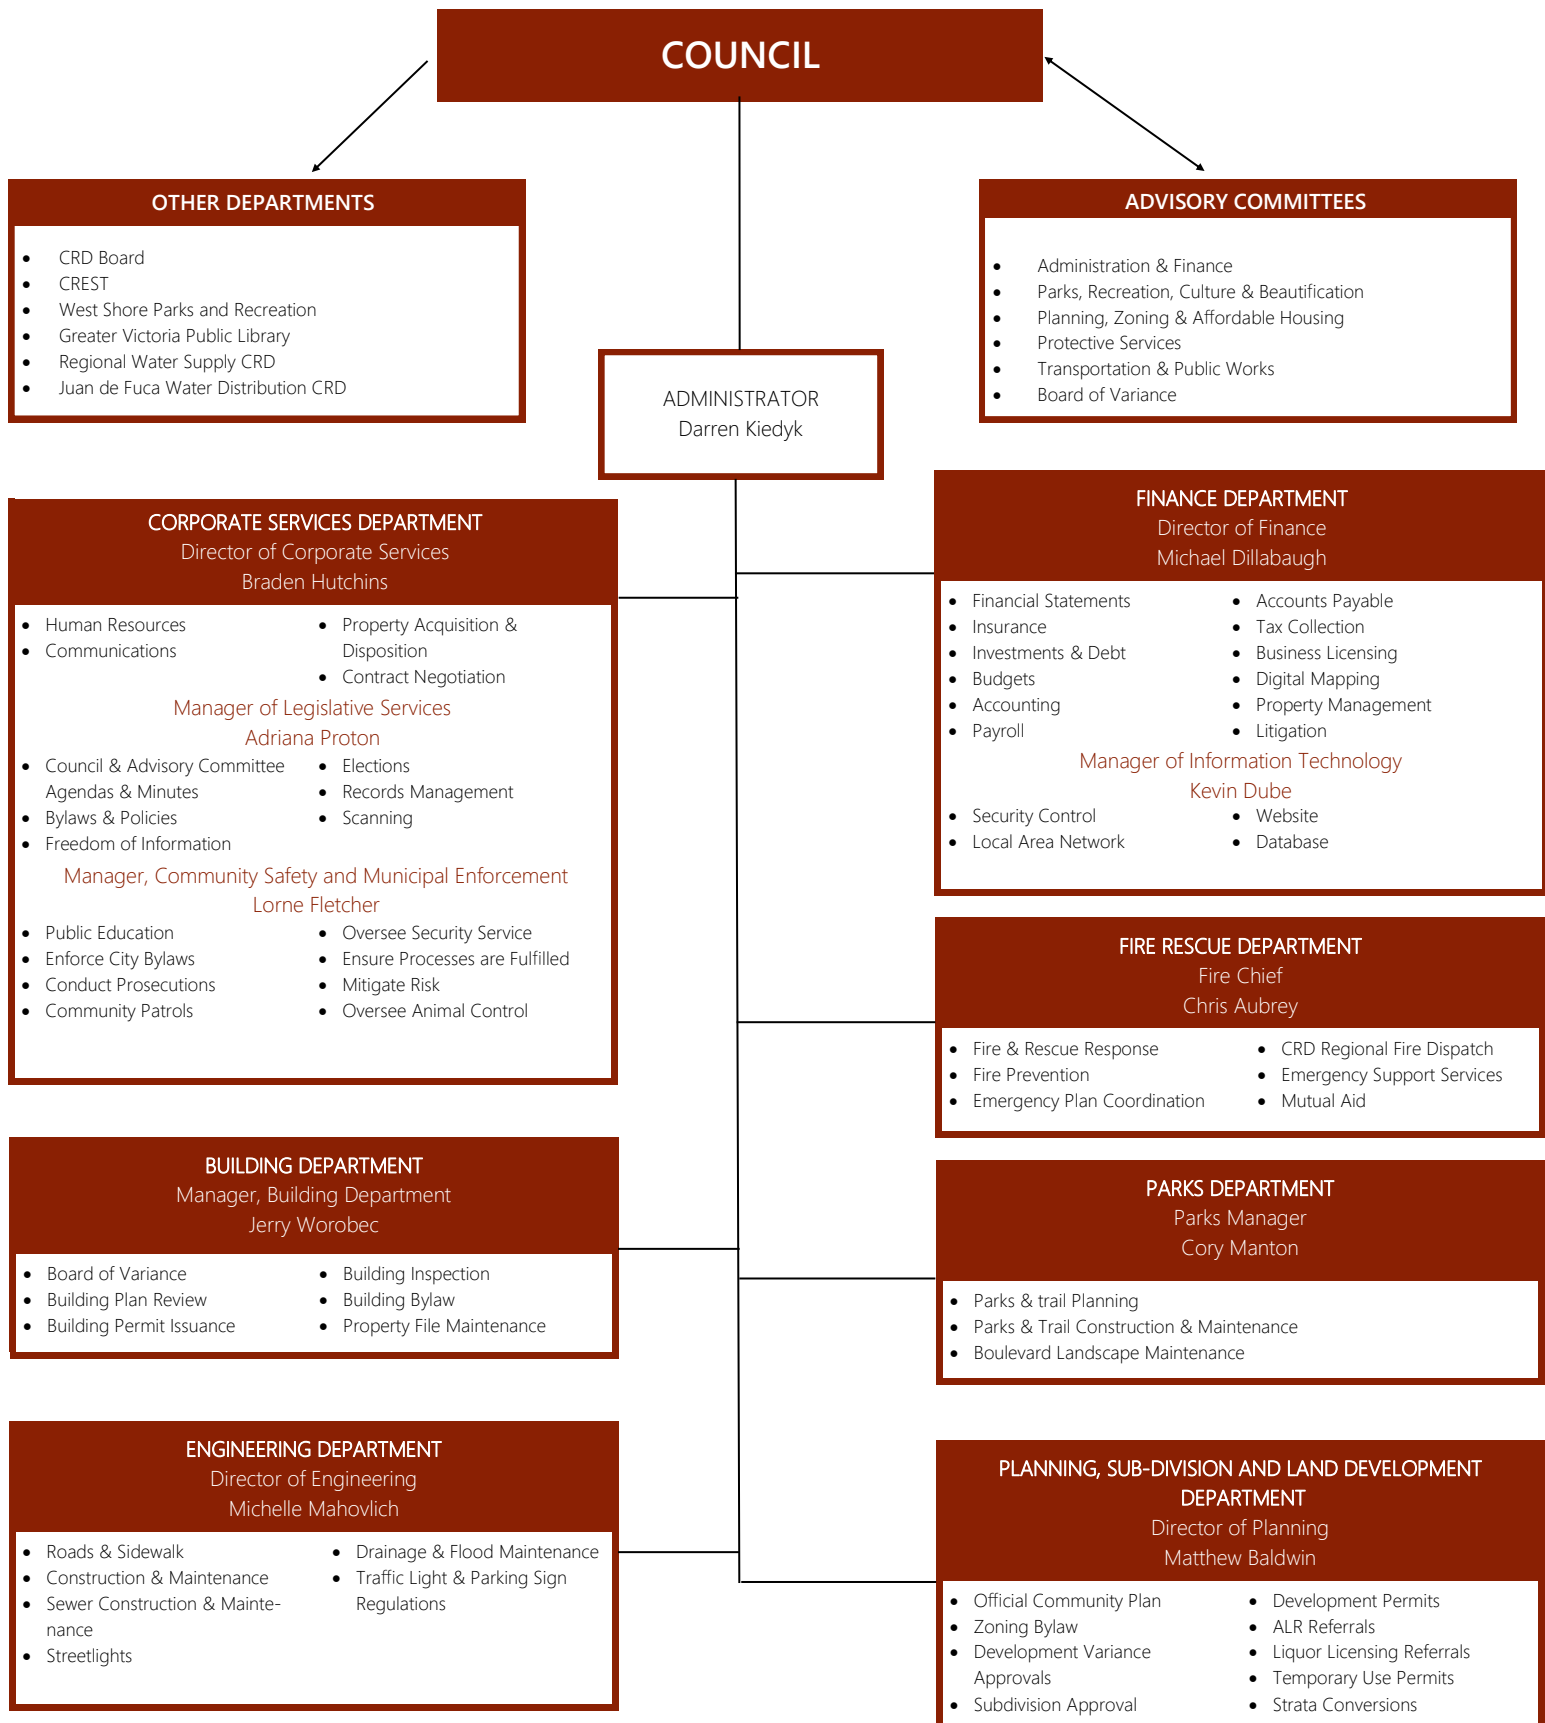 COUNCIL
OTHER DEPARTMENTS
• CRD Board
• CREST
• West Shore Parks and Recreation
• Greater Victoria Public Library
• Regional Water Supply CRD
• Juan de Fuca Water Distribution CRD
ADVISORY COMMITTEES
• Administration & Finance
• Parks, Recreation, Culture & Beautification
• Planning, Zoning & Affordable Housing
• Protective Services
• Transportation & Public Works
• Board of Variance
ADMINISTRATOR
Darren Kiedyk
CORPORATE SERVICES DEPARTMENT
Director of Corporate Services
Braden Hutchins
• Human Resources
• Communications
• Property Acquisition &
Disposition
• Contract Negotiation
Manager of Legislative Services
Adriana Proton
• Council & Advisory Committee
Agendas & Minutes
• Bylaws & Policies
• Freedom of Information
• Elections
• Records Management
• Scanning
Manager, Community Safety and Municipal Enforcement
Lorne Fletcher
• Public Education
• Enforce City Bylaws
• Conduct Prosecutions
• Community Patrols
• Oversee Security Service
• Ensure Processes are Fulfilled
• Mitigate Risk
• Oversee Animal Control
FINANCE DEPARTMENT
Director of Finance
Michael Dillabaugh
• Financial Statements
• Insurance
• Investments & Debt
• Budgets
• Accounting
• Payroll
• Accounts Payable
• Tax Collection
• Business Licensing
• Digital Mapping
• Property Management
• Litigation
Manager of Information Technology
Kevin Dube
• Security Control
• Local Area Network
• Website
• Database
FIRE RESCUE DEPARTMENT
Fire Chief
Chris Aubrey
• Fire & Rescue Response
• Fire Prevention
• Emergency Plan Coordination
• CRD Regional Fire Dispatch
• Emergency Support Services
• Mutual Aid
BUILDING DEPARTMENT
Manager, Building Department
Jerry Worobec
• Board of Variance
• Building Plan Review
• Building Permit Issuance
• Building Inspection
• Building Bylaw
• Property File Maintenance
PARKS DEPARTMENT
Parks Manager
Cory Manton
• Parks & trail Planning
• Parks & Trail Construction & Maintenance
• Boulevard Landscape Maintenance
ENGINEERING DEPARTMENT
Director of Engineering
Michelle Mahovlich
• Roads & Sidewalk
• Construction & Maintenance
• Sewer Construction & Mainte-
nance
• Streetlights
• Drainage & Flood Maintenance
• Traffic Light & Parking Sign
Regulations
PLANNING, SUB-DIVISION AND LAND DEVELOPMENT
DEPARTMENT
Director of Planning
Matthew Baldwin
• Official Community Plan
• Zoning Bylaw
• Development Variance
Approvals
• Subdivision Approval
• Development Permits
• ALR Referrals
• Liquor Licensing Referrals
• Temporary Use Permits
• Strata Conversions